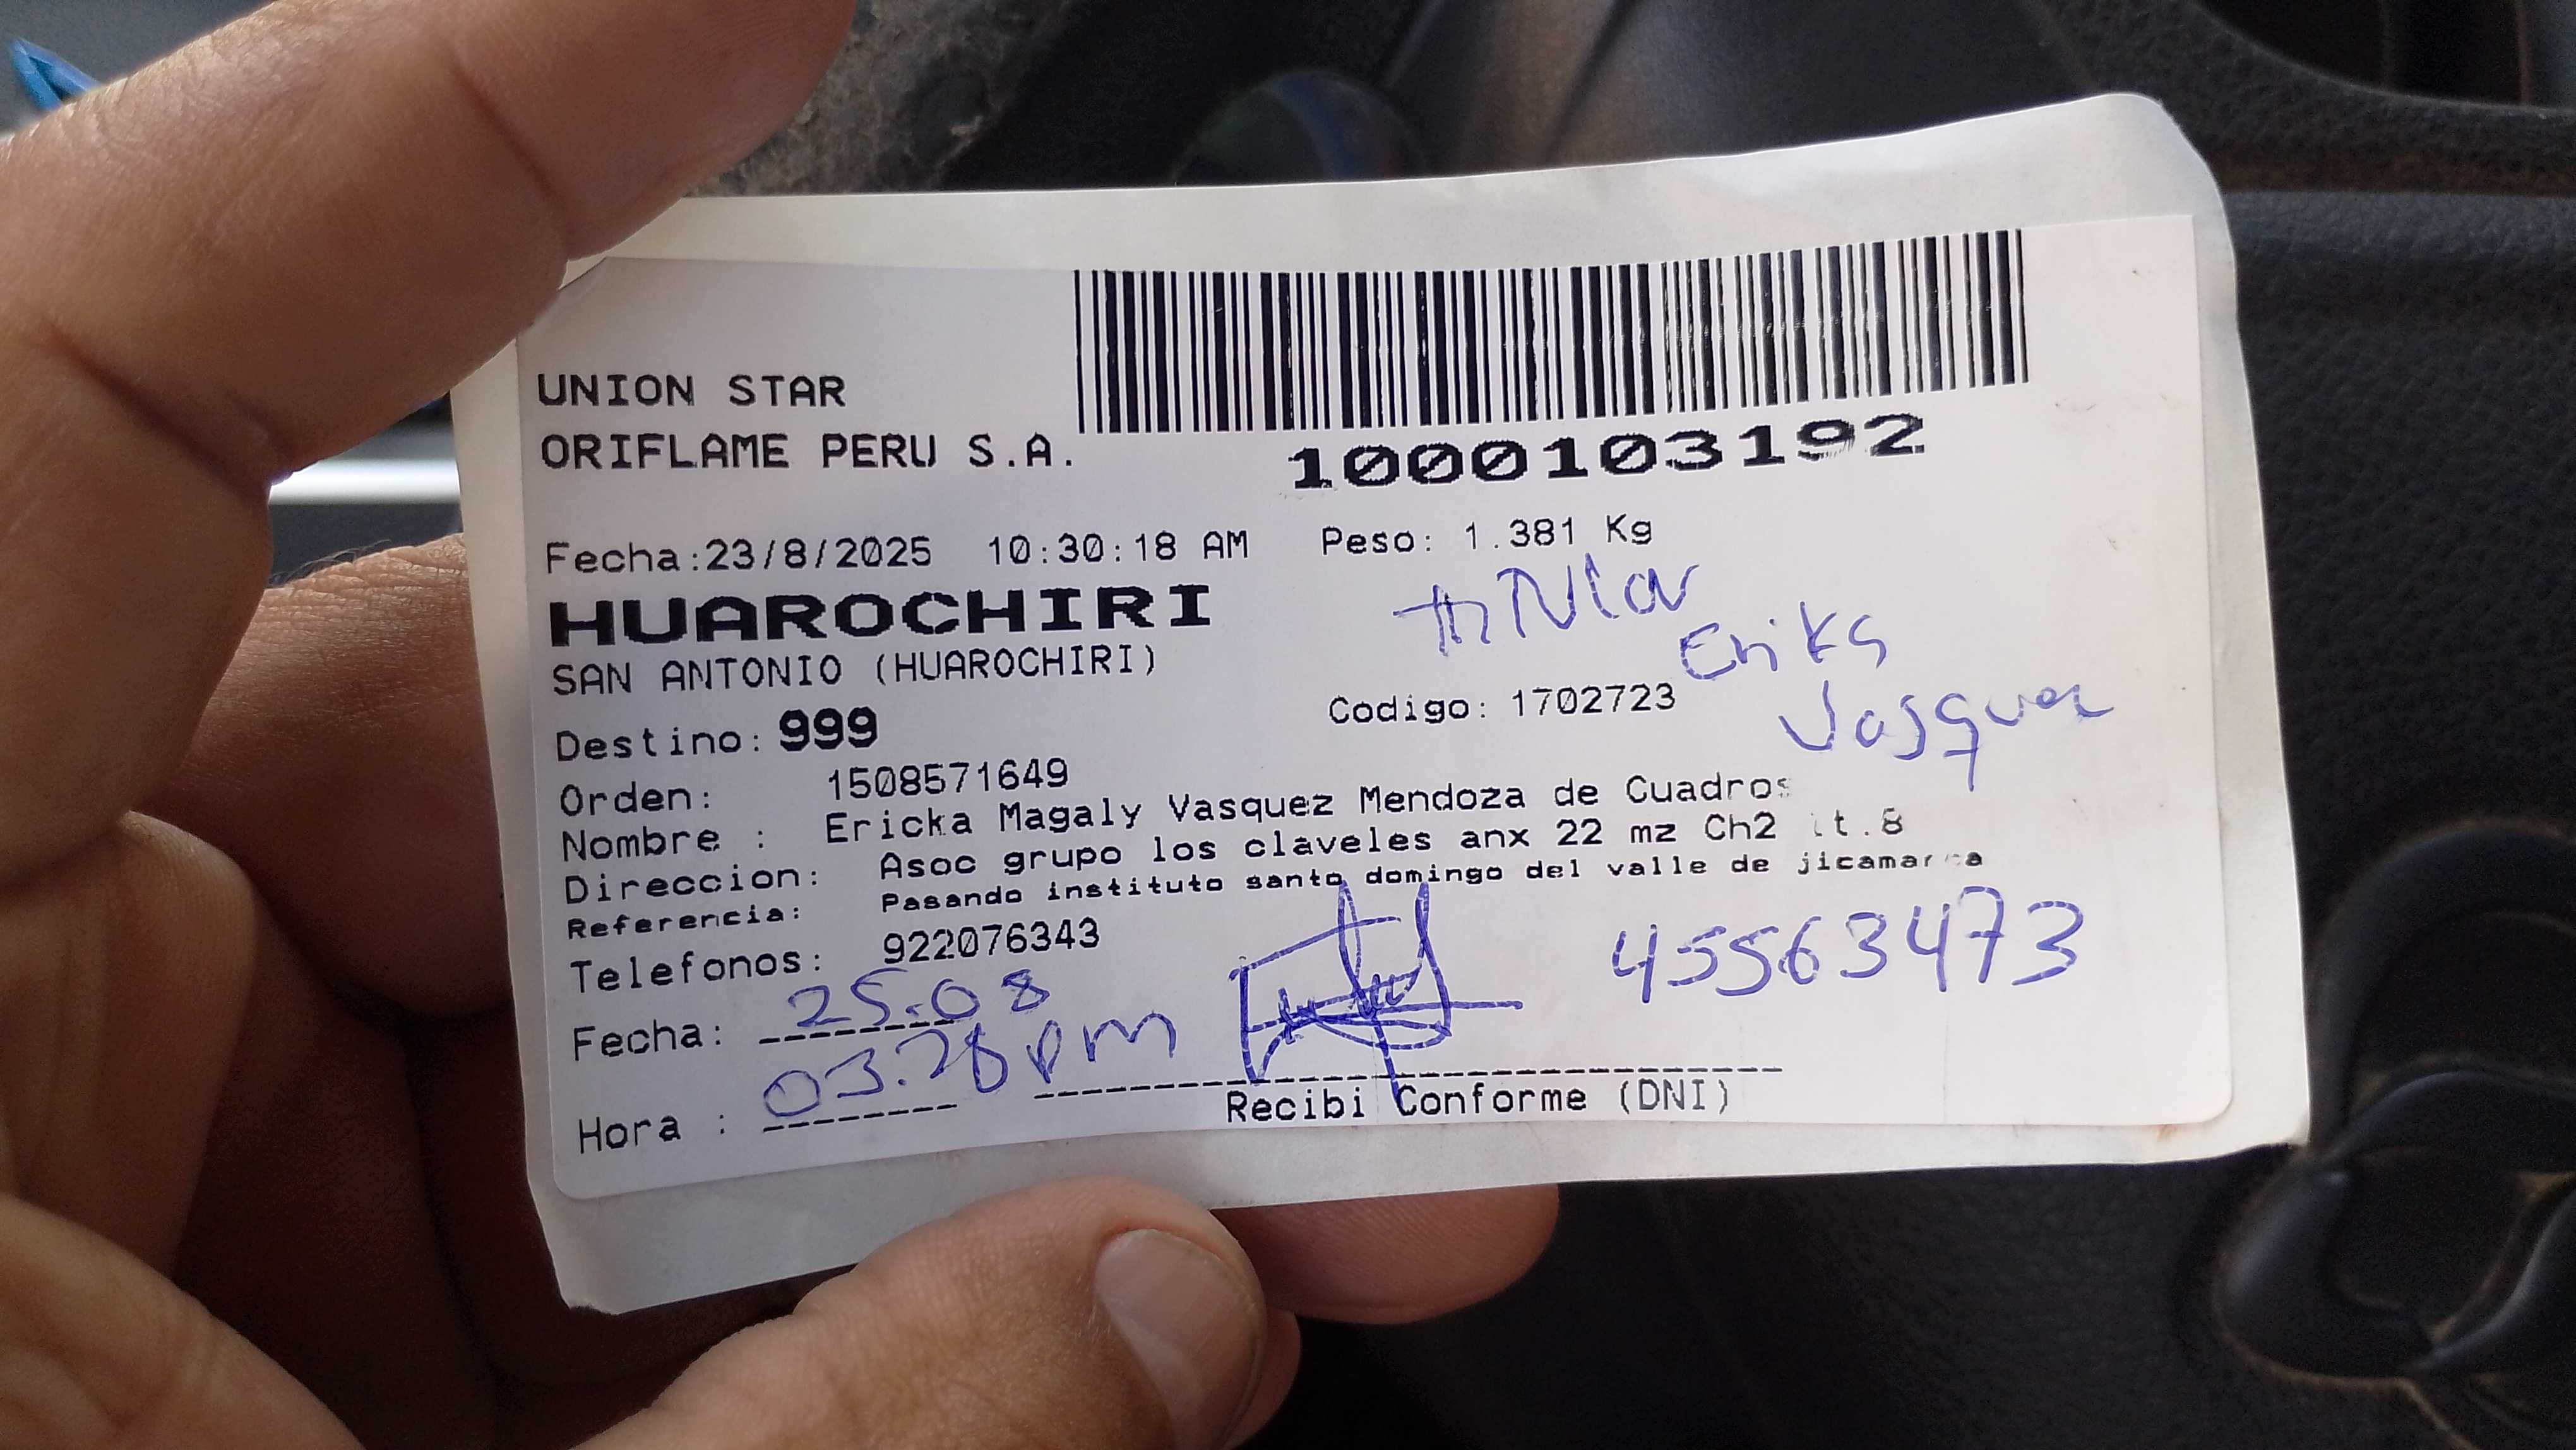 UNION STAR
ORIFLAME PERU S.A.
1000103192
Fecha:23/8/2025 10:30:18 AM Peso: 1.381 Kg
HUAROCHIRI
SAN ANTONIO (HUAROCHIRI)
Erika
Vasquez
Destino: 999 Codigo: 1702723
Orden: 1508571649
Nombre : Ericka Magaly Vasquez Mendoza de Cuadros
Direccion: Asoc grupo los claveles anx 22 mz Ch2 lt.8
Referencia: Pasando instituto santo domingo del valle de jicamarca
Telefonos: 922076343
45563473
Fecha: 25.08
Hora : 03.28 pm
Recibi Conforme (DNI)